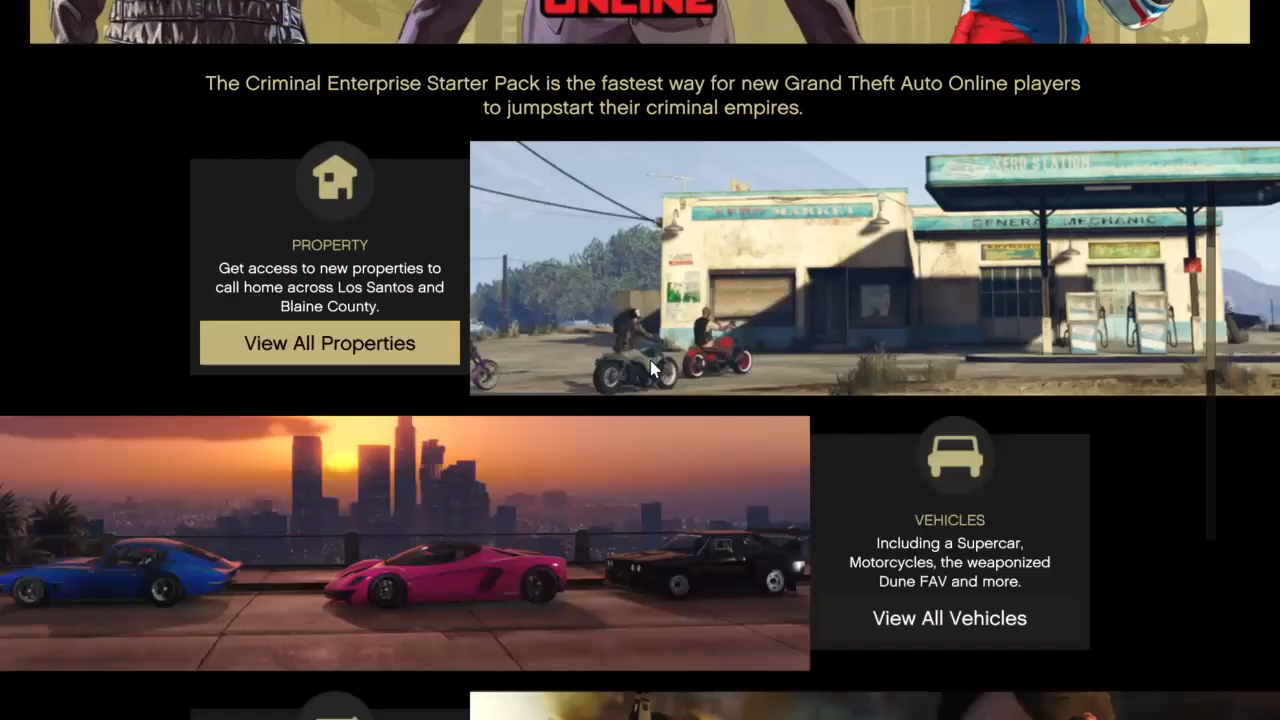 ONLINE
The Criminal Enterprise Starter Pack is the fastest way for new Grand Theft Auto Online players
to jumpstart their criminal empires.
XERO STATION
XERO MARKET
GENERAL MECHANIC
PROPERTY
Get access to new properties to
call home across Los Santos and
Blaine County.
View All Properties
VEHICLES
Including a Supercar,
Motorcycles, the weaponized
Dune FAV and more.
View All Vehicles